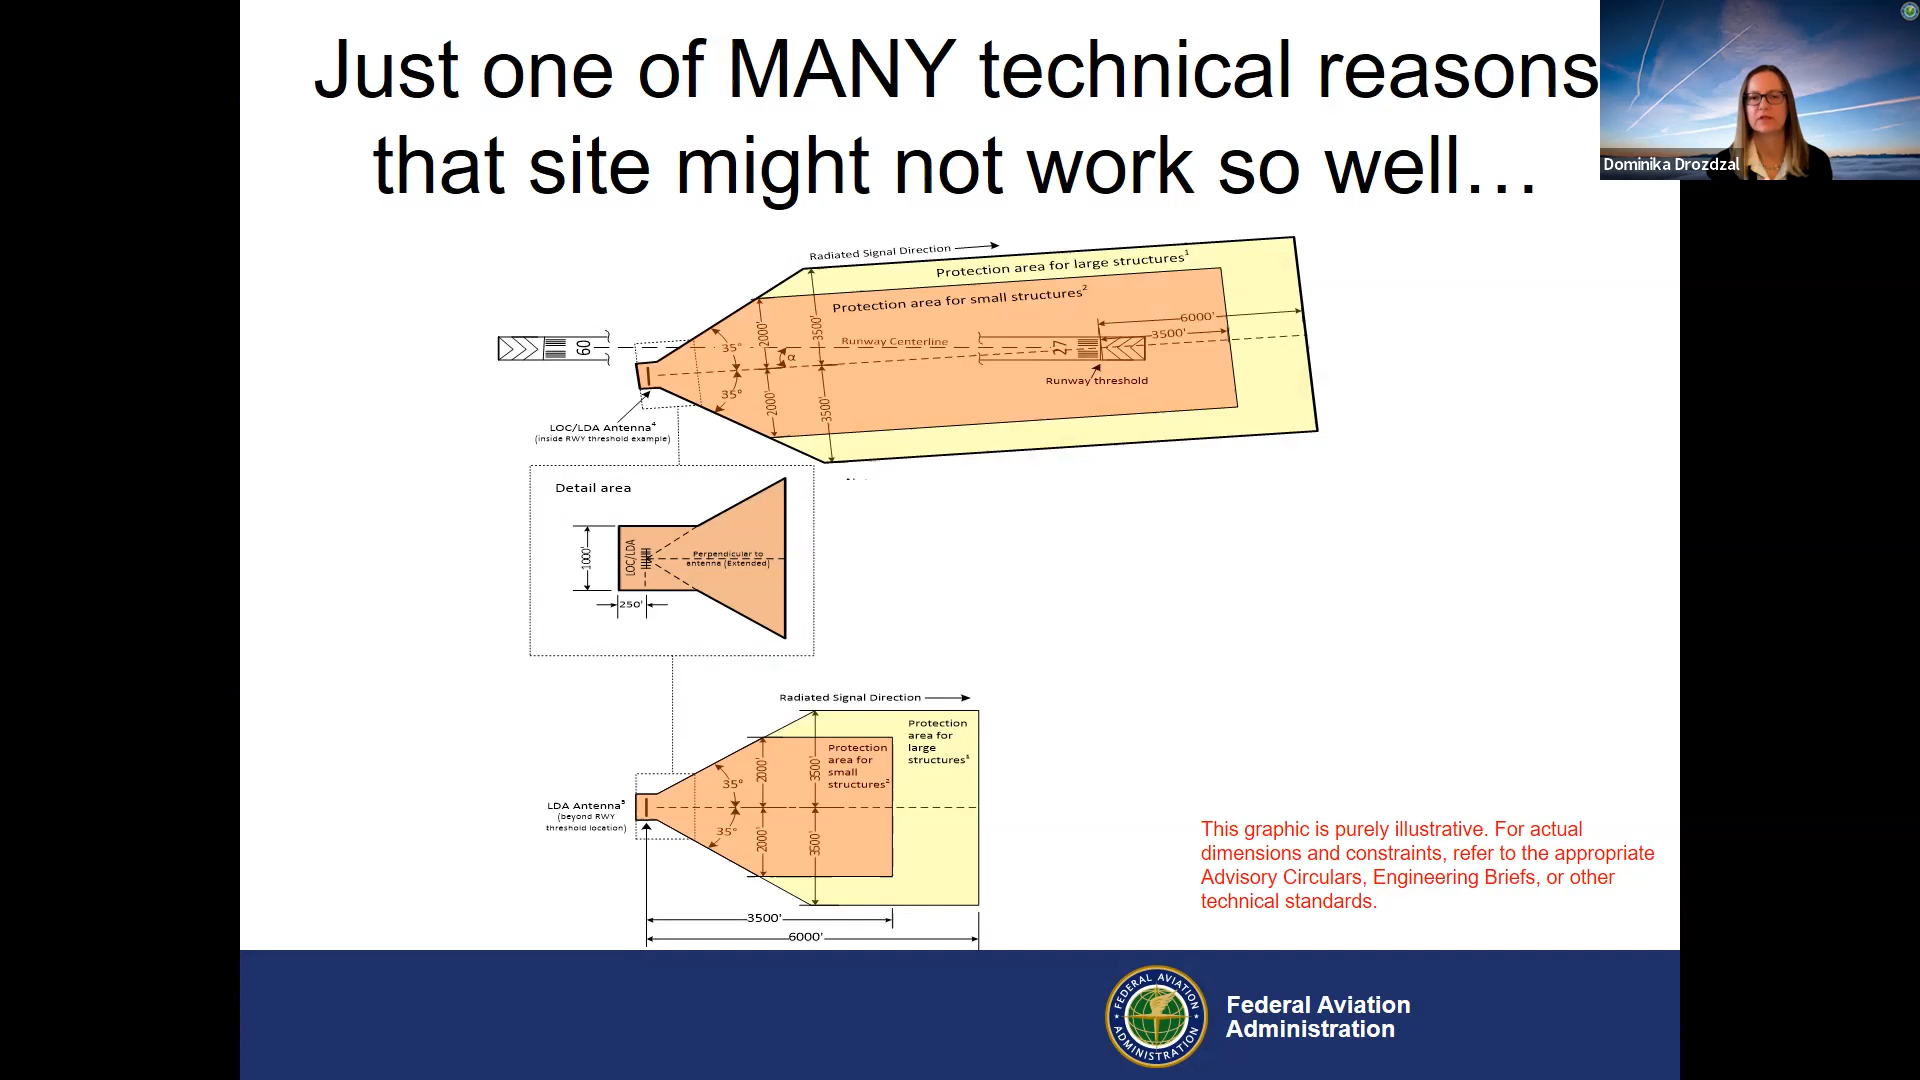 Just one of MANY technical reasons
that site might not work so well…
Dominika Drozdzal
Radiated Signal Direction
Protection area for large structures¹
Protection area for small structures²
6000'
3500'
2000'
3500'
35°
α
Runway Centerline
60
27
Runway threshold
35°
2000'
3500'
LOC/LDA Antenna⁴
(inside RWY threshold example)
Detail area
1000'
LOC/LDA
Perpendicular to
antenna (Extended)
250'
Radiated Signal Direction
Protection
area for
large
structures¹
Protection
area for
small
structures²
2000'
3500'
35°
LDA Antenna³
(beyond RWY
threshold location)
35°
2000'
3500'
3500'
6000'
This graphic is purely illustrative. For actual
dimensions and constraints, refer to the appropriate
Advisory Circulars, Engineering Briefs, or other
technical standards.
FEDERAL AVIATION
ADMINISTRATION
Federal Aviation
Administration